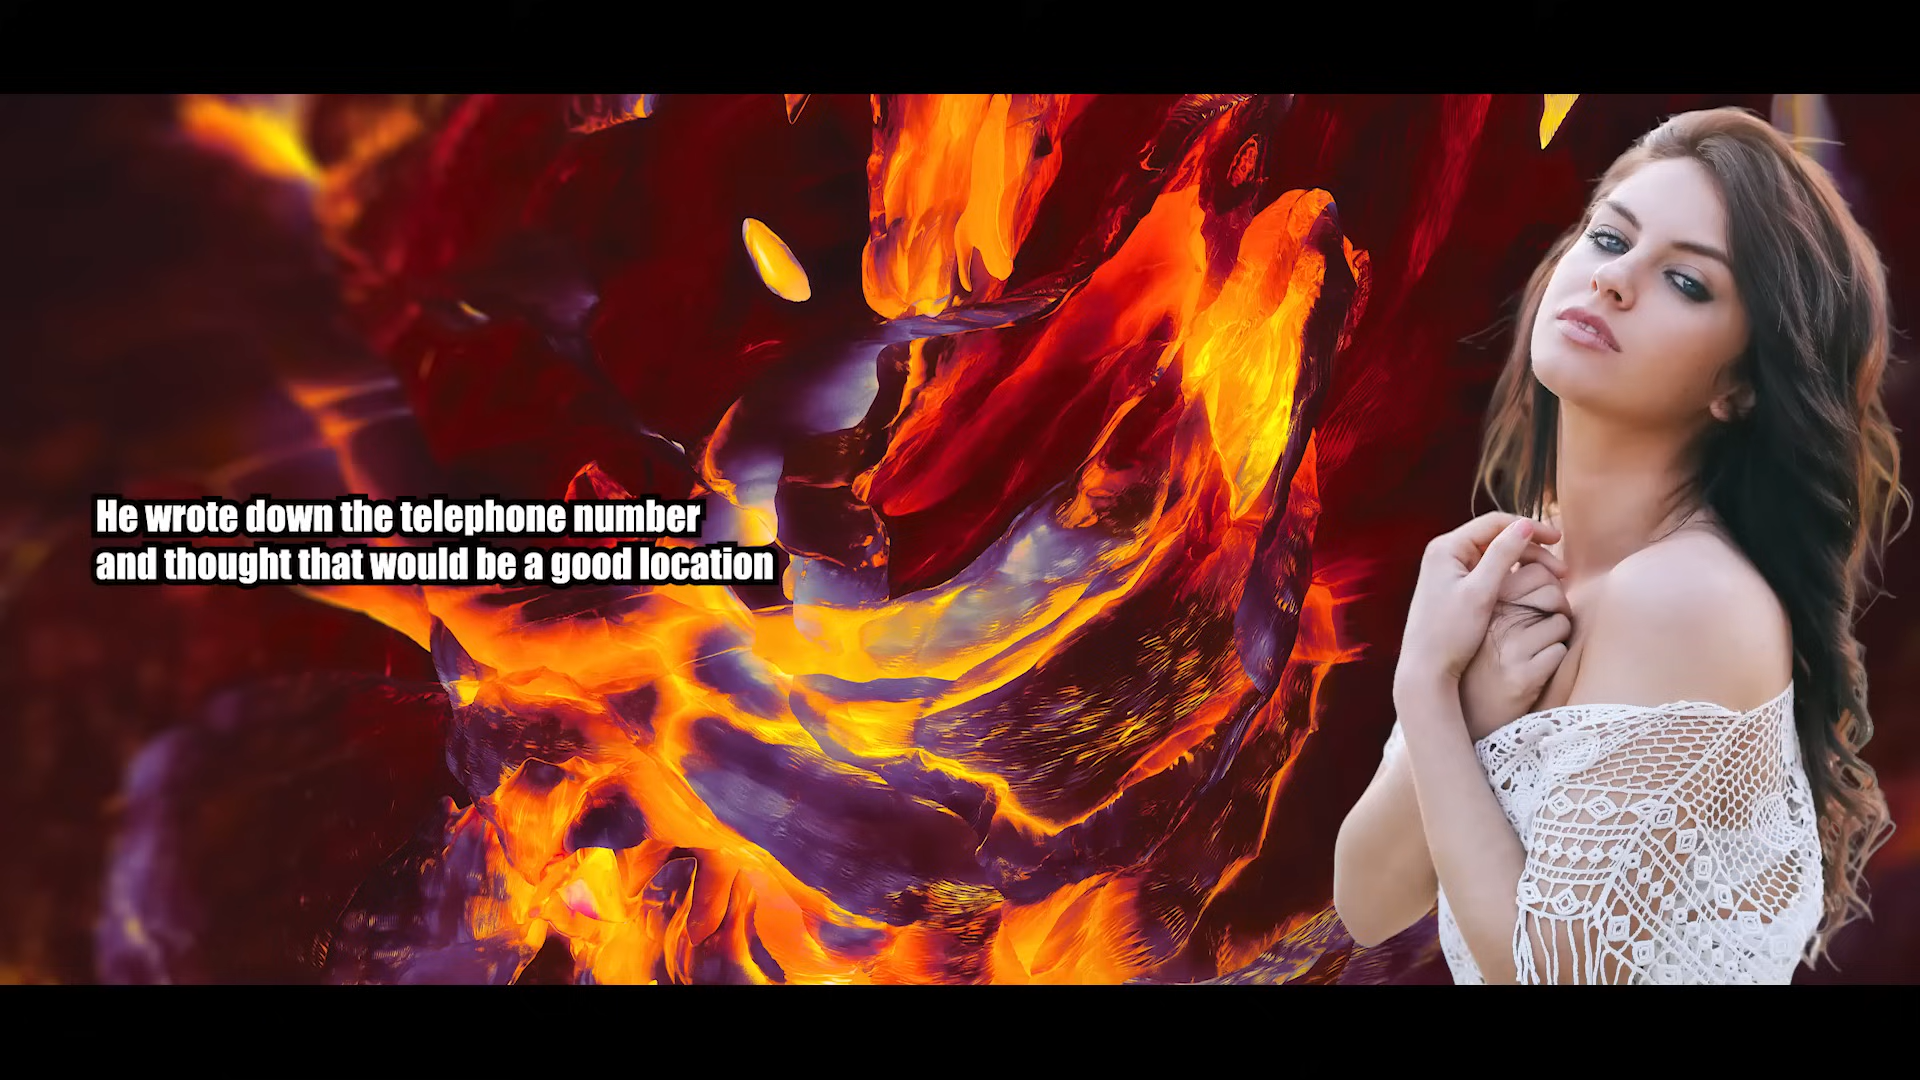 He wrote down the telephone number
and thought that would be a good location